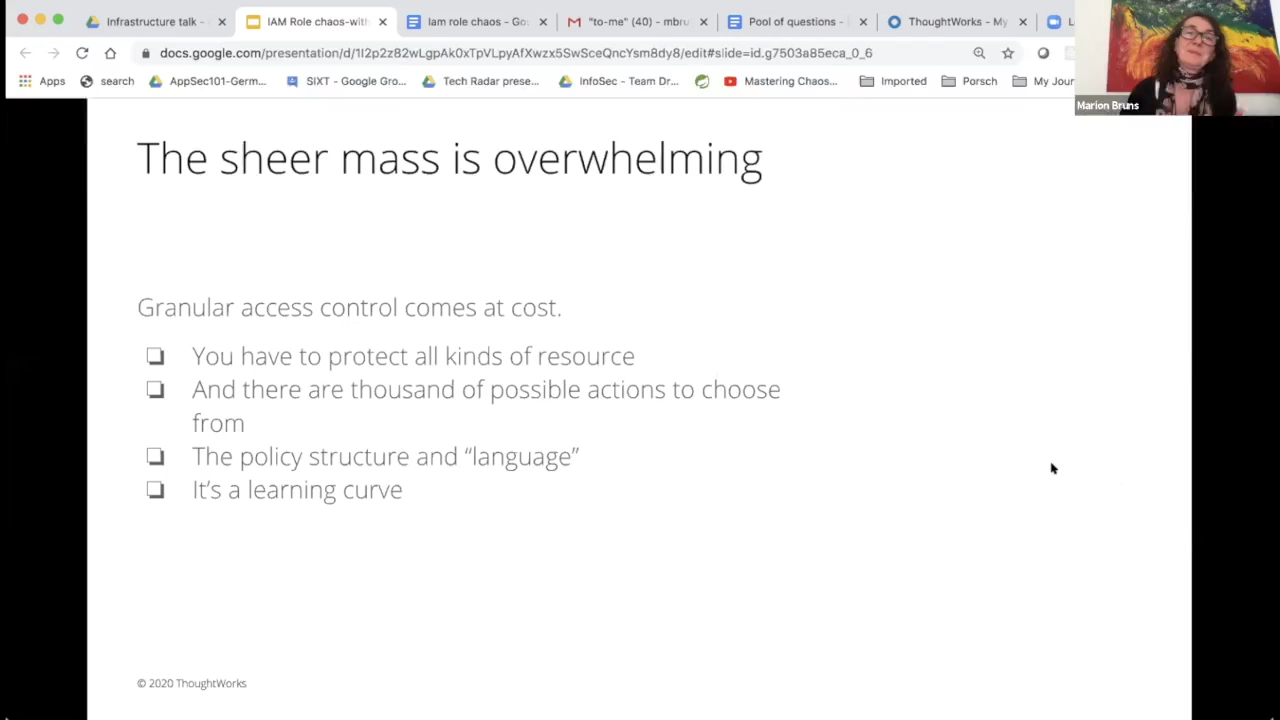 Infrastructure talk -
IAM Role chaos-with
Iam role chaos - Go
"to-me" (40) - mbru
Pool of questions -
ThoughtWorks - My
docs.google.com/presentation/d/1I2p2z82wLgpAk0xTpVLpyAfXwzx5SwSceQncYsm8dy8/edit#slide=id.g7503a85eca_0_6
Apps
search
AppSec101-Germ...
SIXT - Google Gro...
Tech Radar prese...
InfoSec - Team Dr...
Mastering Chaos...
Imported
Porsch
My Jour
Marion Bruns
The sheer mass is overwhelming
Granular access control comes at cost.
You have to protect all kinds of resource
And there are thousand of possible actions to choose
from
The policy structure and “language”
It’s a learning curve
© 2020 ThoughtWorks